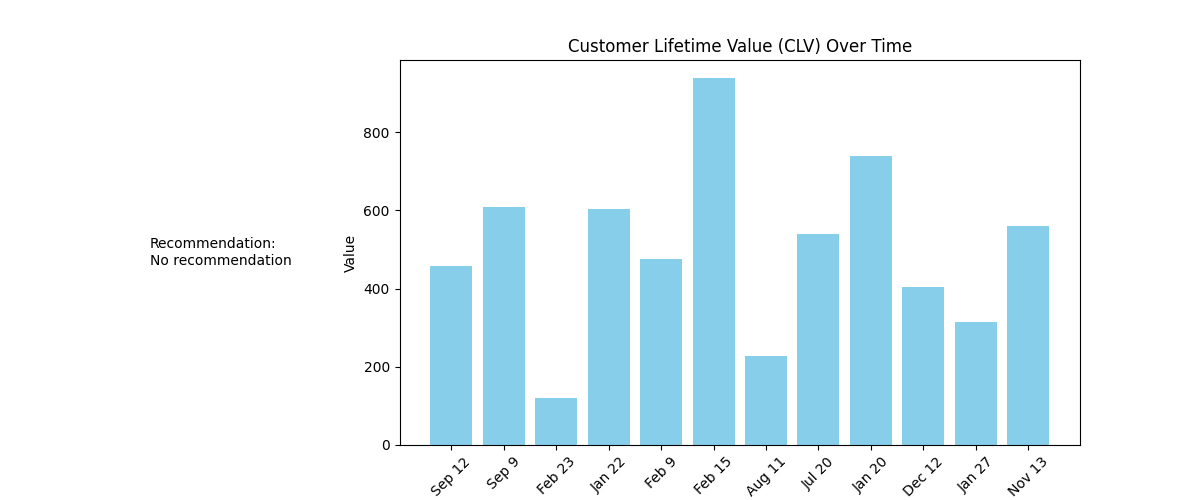 Customer Lifetime Value (CLV) Over Time
Recommendation:
No recommendation
Value
800
600
400
200
0
Sep 12
Sep 9
Feb 23
Jan 22
Feb 9
Feb 15
Aug 11
Jul 20
Jan 20
Dec 12
Jan 27
Nov 13